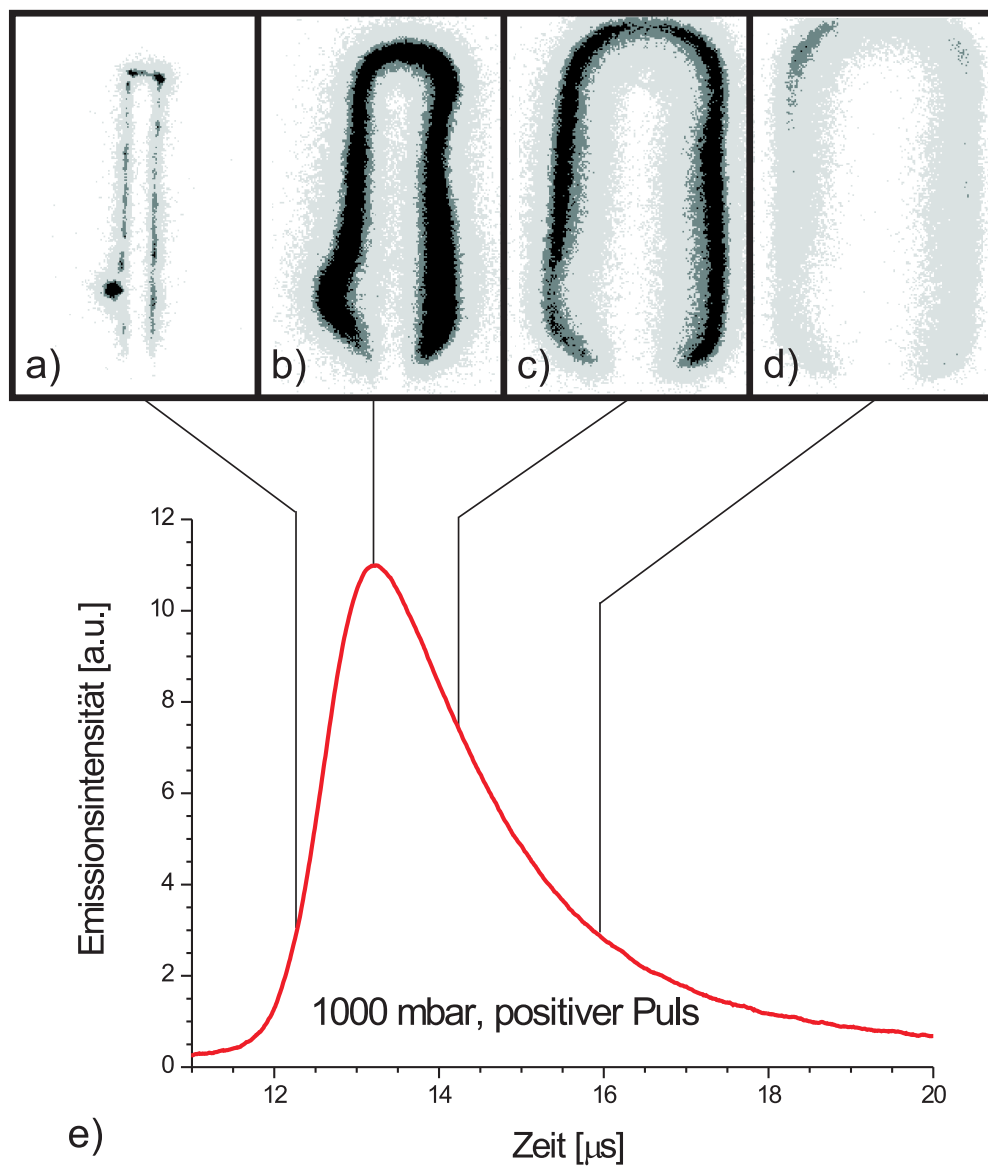 a) b) c) d)
12
10
8
6
4
2
0
Emissionsintensität [a.u.]
1000 mbar, positiver Puls
12 14 16 18 20
e)
Zeit [µs]